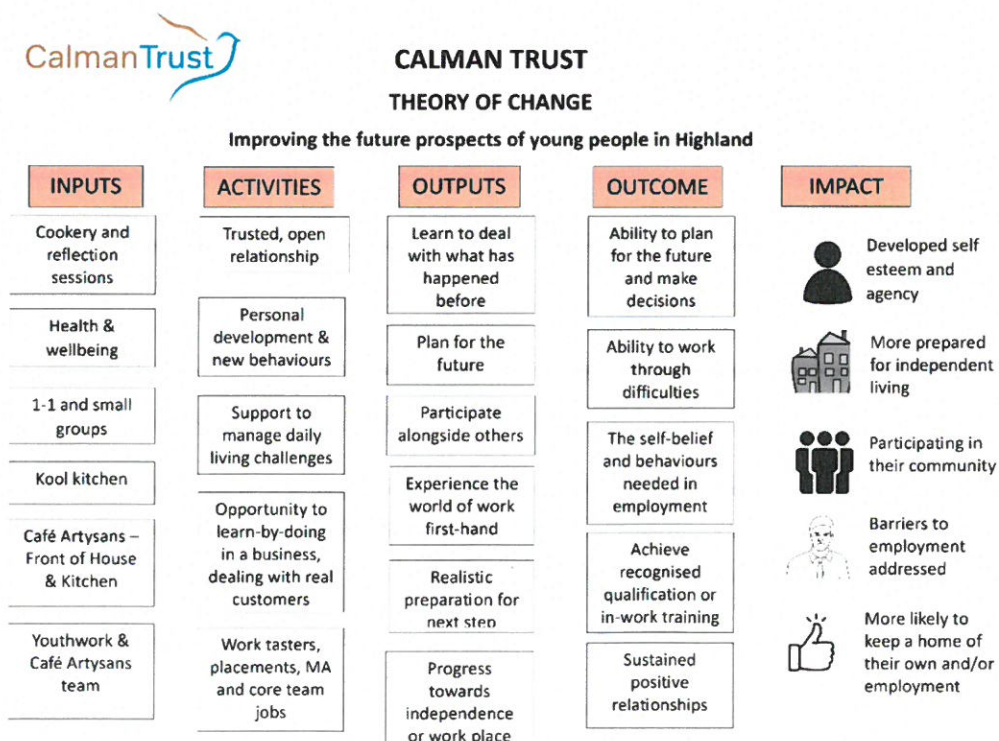 CalmanTrust
CALMAN TRUST
THEORY OF CHANGE
Improving the future prospects of young people in Highland
INPUTS
Cookery and
reflection
sessions
Health &
wellbeing
1-1 and small
groups
Kool kitchen
Café Artysans –
Front of House
& Kitchen
Youthwork &
Café Artysans
team
ACTIVITIES
Trusted, open
relationship
Personal
development &
new behaviours
Support to
manage daily
living challenges
Opportunity to
learn-by-doing
in a business,
dealing with real
customers
Work tasters,
placements, MA
and core team
jobs
OUTPUTS
Learn to deal
with what has
happened
before
Plan for the
future
Participate
alongside others
Experience the
world of work
first-hand
Realistic
preparation for
next step
Progress
towards
independence
or work place
OUTCOME
Ability to plan
for the future
and make
decisions
Ability to work
through
difficulties
The self-belief
and behaviours
needed in
employment
Achieve
recognised
qualification or
in-work training
Sustained
positive
relationships
IMPACT
Developed self
esteem and
agency
More prepared
for independent
living
Participating in
their community
Barriers to
employment
addressed
More likely to
keep a home of
their own and/or
employment